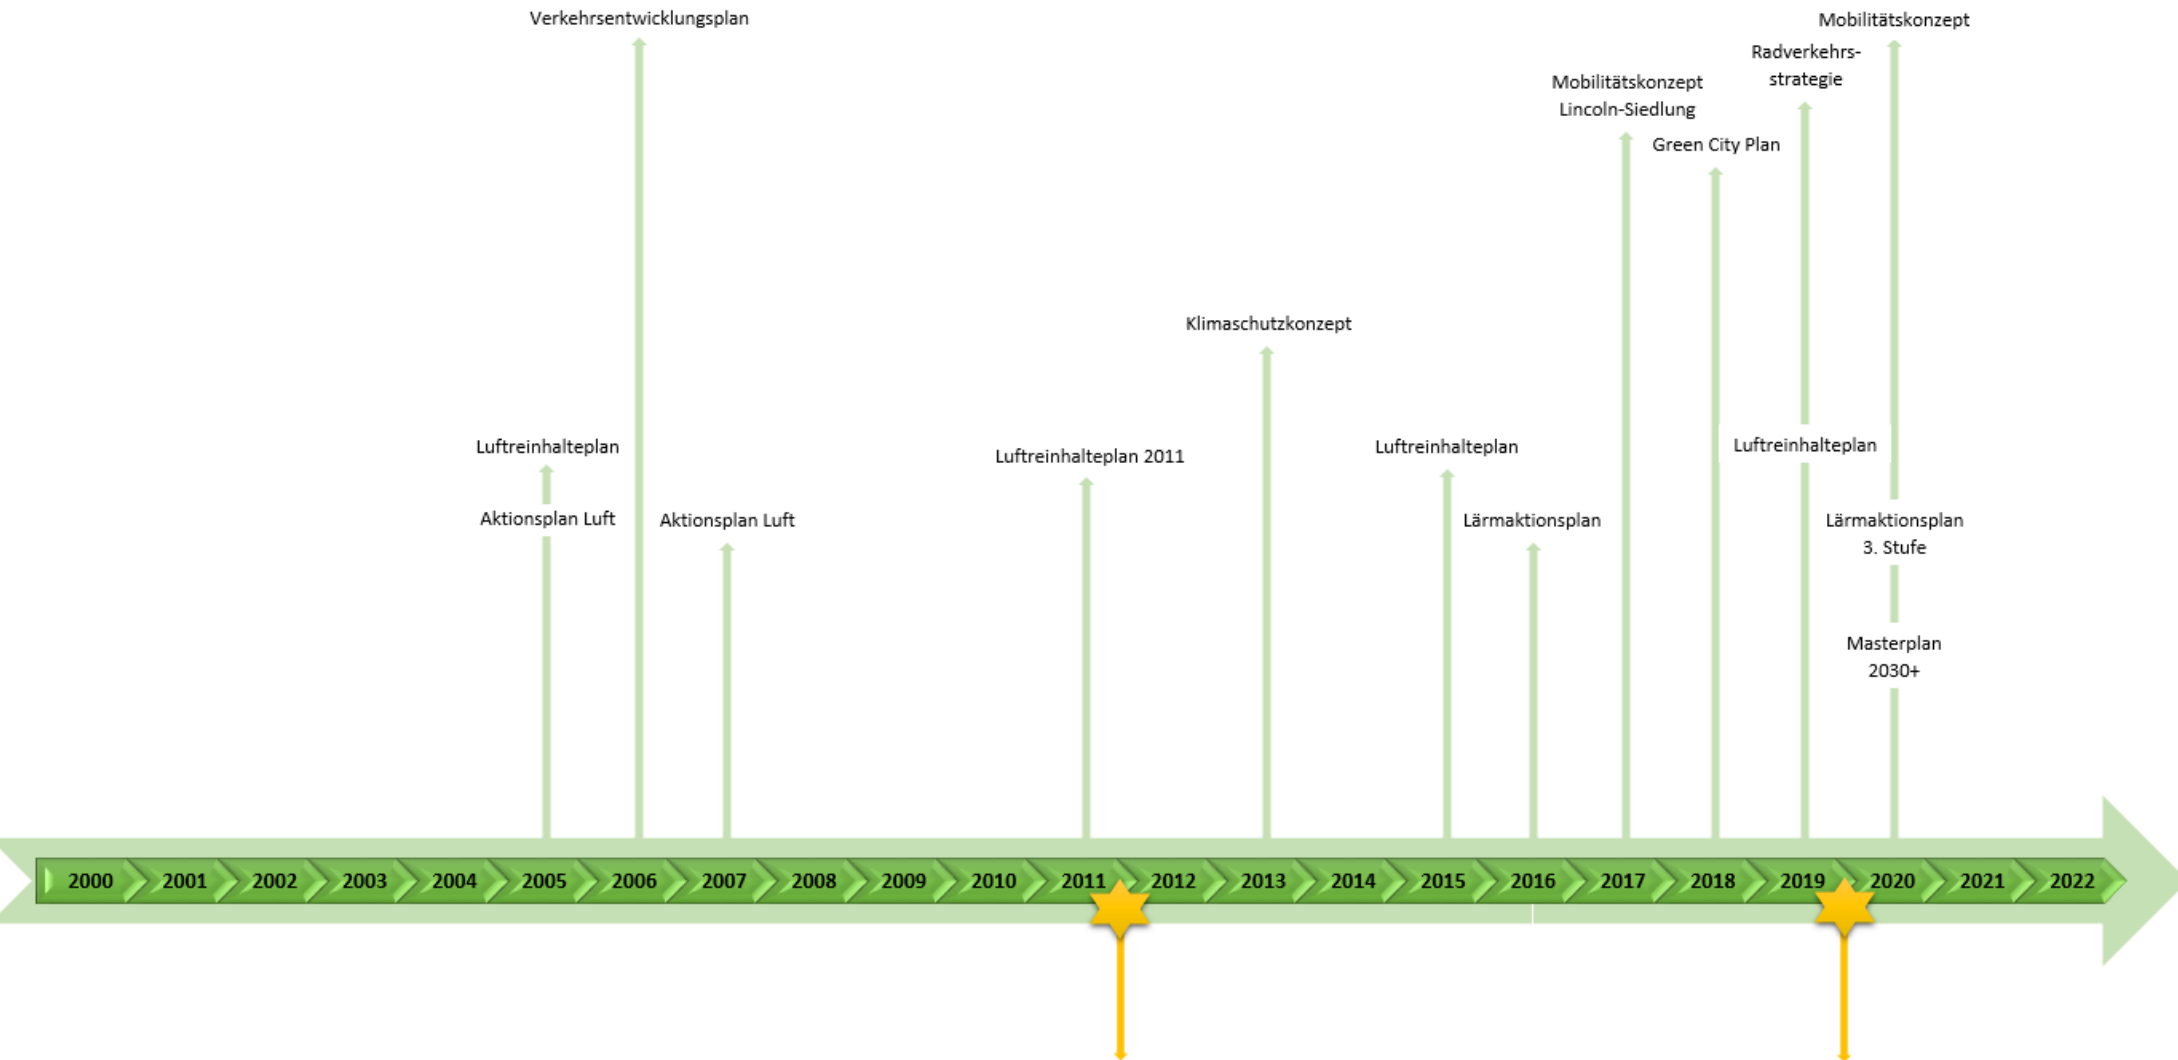 Verkehrsentwicklungsplan
Mobilitätskonzept
Radverkehrs-
strategie
Mobilitätskonzept
Lincoln-Siedlung
Green City Plan
Klimaschutzkonzept
Luftreinhalteplan
Luftreinhalteplan 2011
Luftreinhalteplan
Luftreinhalteplan
Aktionsplan Luft
Aktionsplan Luft
Lärmaktionsplan
Lärmaktionsplan
3. Stufe
Masterplan
2030+
2000 2001 2002 2003 2004 2005 2006 2007 2008 2009 2010 2011 2012 2013 2014 2015 2016 2017 2018 2019 2020 2021 2022